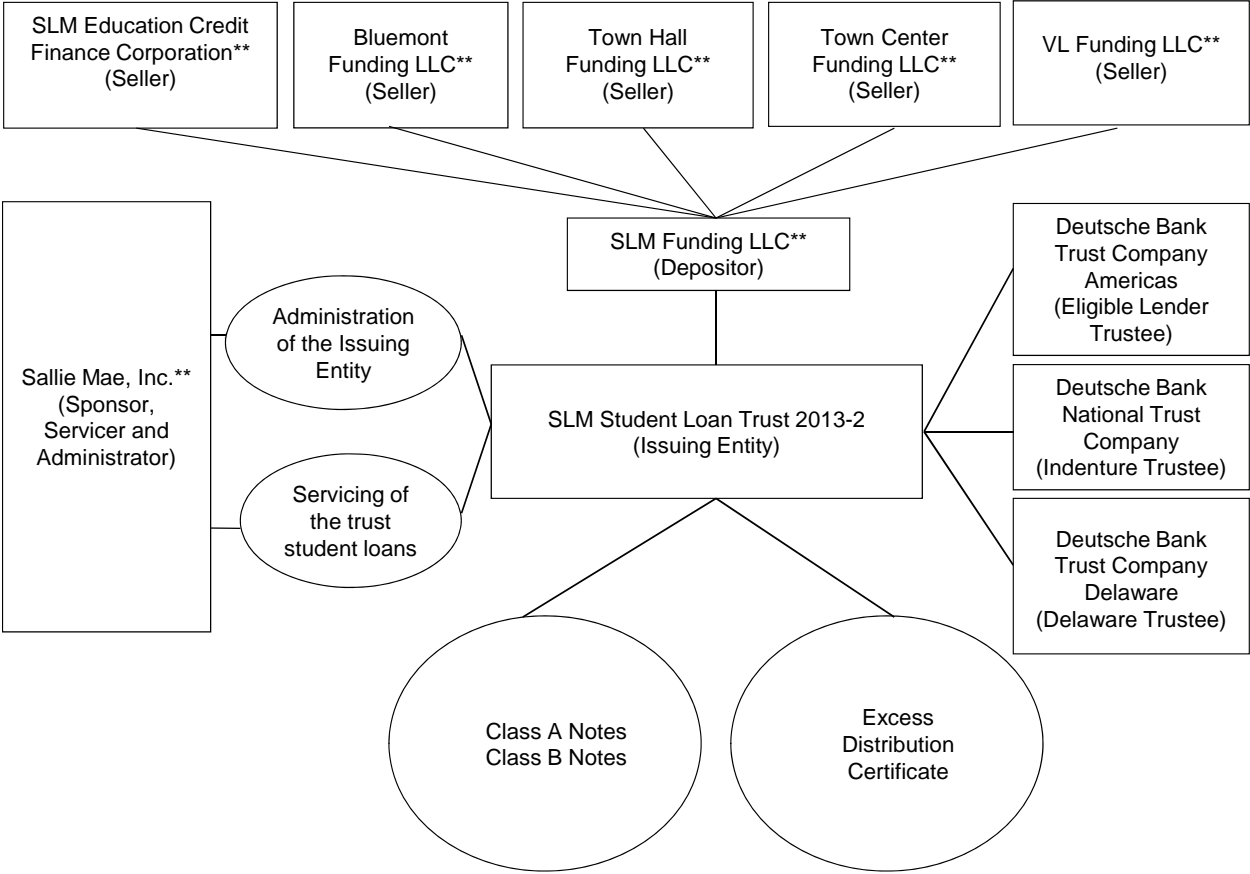 SLM Education Credit
Finance Corporation**
(Seller)
Bluemont
Funding LLC**
(Seller)
Town Hall
Funding LLC**
(Seller)
Town Center
Funding LLC**
(Seller)
VL Funding LLC**
(Seller)
SLM Funding LLC**
(Depositor)
Sallie Mae, Inc.**
(Sponsor,
Servicer and
Administrator)
Administration
of the Issuing
Entity
Servicing of
the trust
student loans
SLM Student Loan Trust 2013-2
(Issuing Entity)
Deutsche Bank
Trust Company
Americas
(Eligible Lender
Trustee)
Deutsche Bank
National Trust
Company
(Indenture Trustee)
Deutsche Bank
Trust Company
Delaware
(Delaware Trustee)
Class A Notes
Class B Notes
Excess
Distribution
Certificate